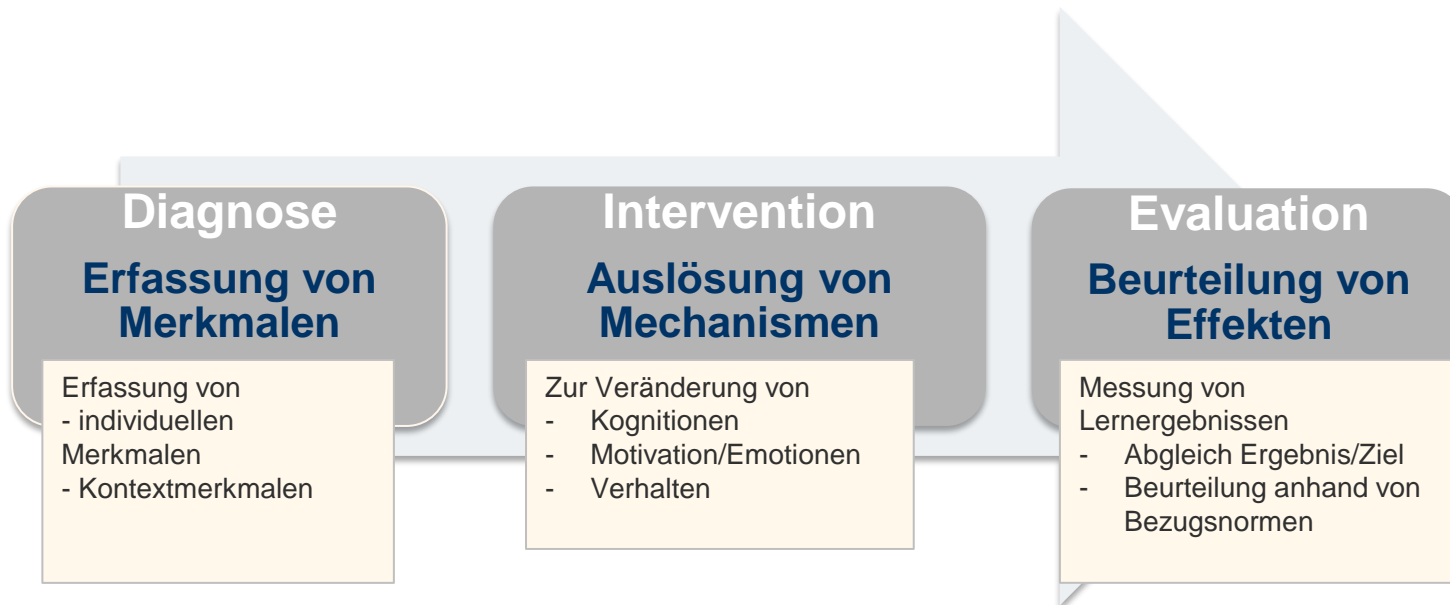 Diagnose
Erfassung von
Merkmalen
Erfassung von
- individuellen
Merkmalen
- Kontextmerkmalen
Intervention
Auslösung von
Mechanismen
Zur Veränderung von
- Kognitionen
- Motivation/Emotionen
- Verhalten
Evaluation
Beurteilung von
Effekten
Messung von
Lernergebnissen
- Abgleich Ergebnis/Ziel
- Beurteilung anhand von
Bezugsnormen